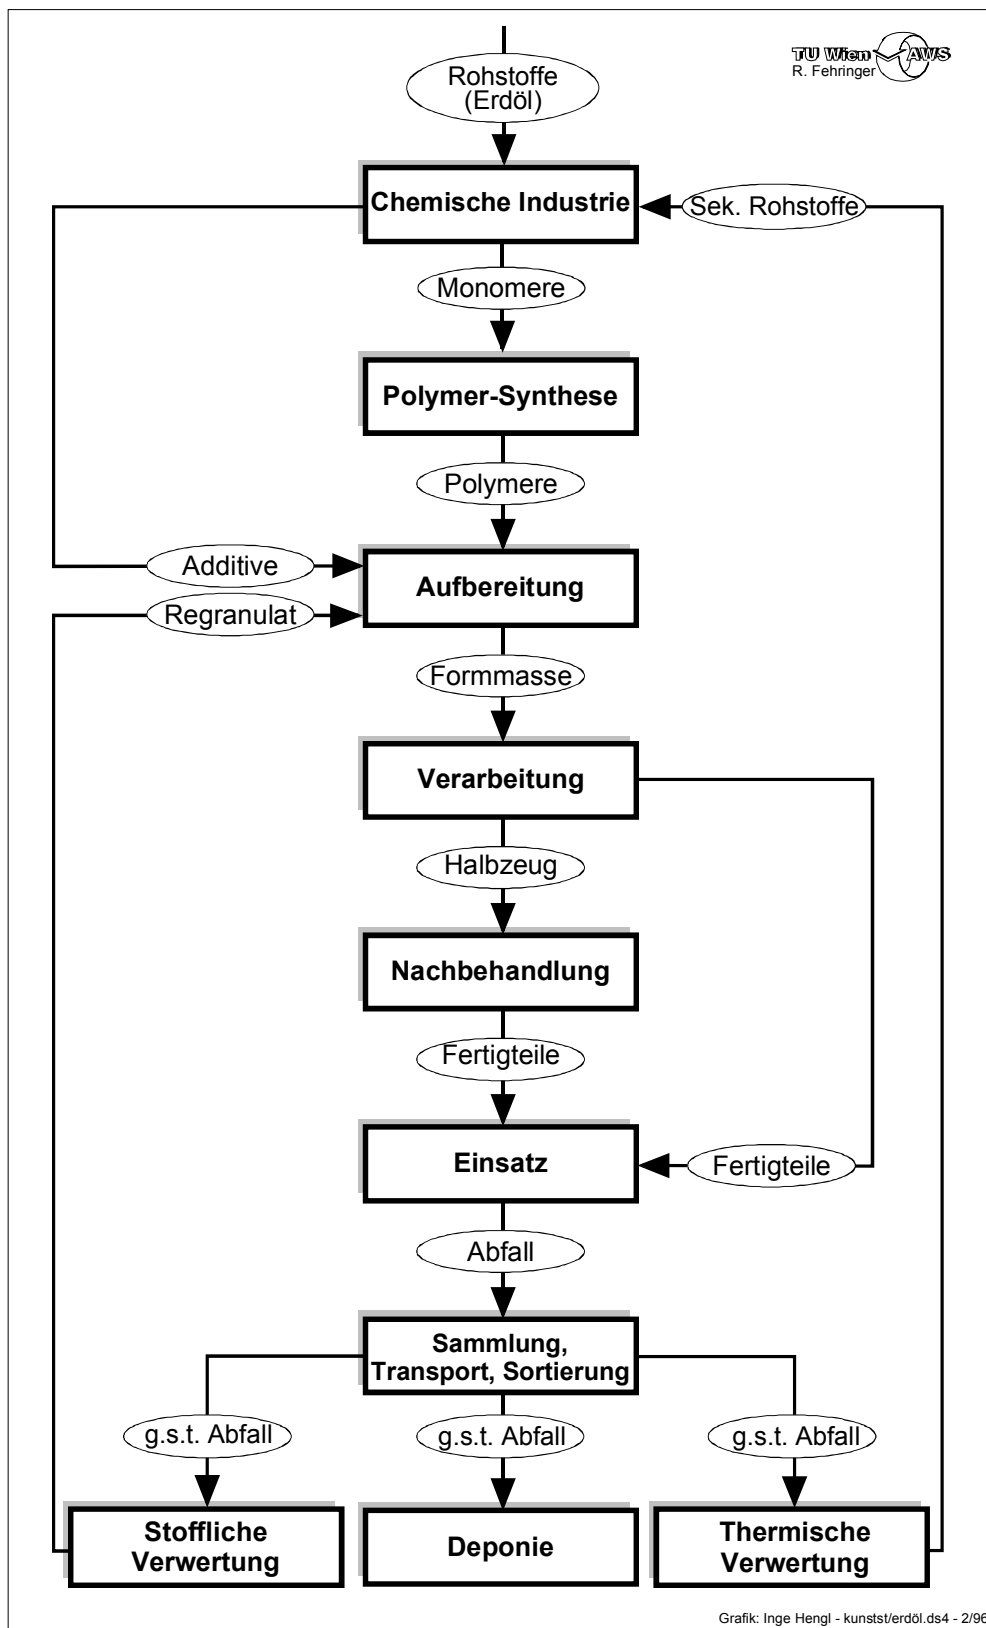 TU Wien AWS
R. Fehringer
Rohstoffe
(Erdöl)
Chemische Industrie
Sek. Rohstoffe
Monomere
Polymer-Synthese
Polymere
Additive
Aufbereitung
Regranulat
Formmasse
Verarbeitung
Halbzeug
Nachbehandlung
Fertigteile
Einsatz
Fertigteile
Abfall
Sammlung,
Transport, Sortierung
g.s.t. Abfall
g.s.t. Abfall
g.s.t. Abfall
Stoffliche
Verwertung
Deponie
Thermische
Verwertung
Grafik: Inge Hengl - kunstst/erdöl.ds4 - 2/96